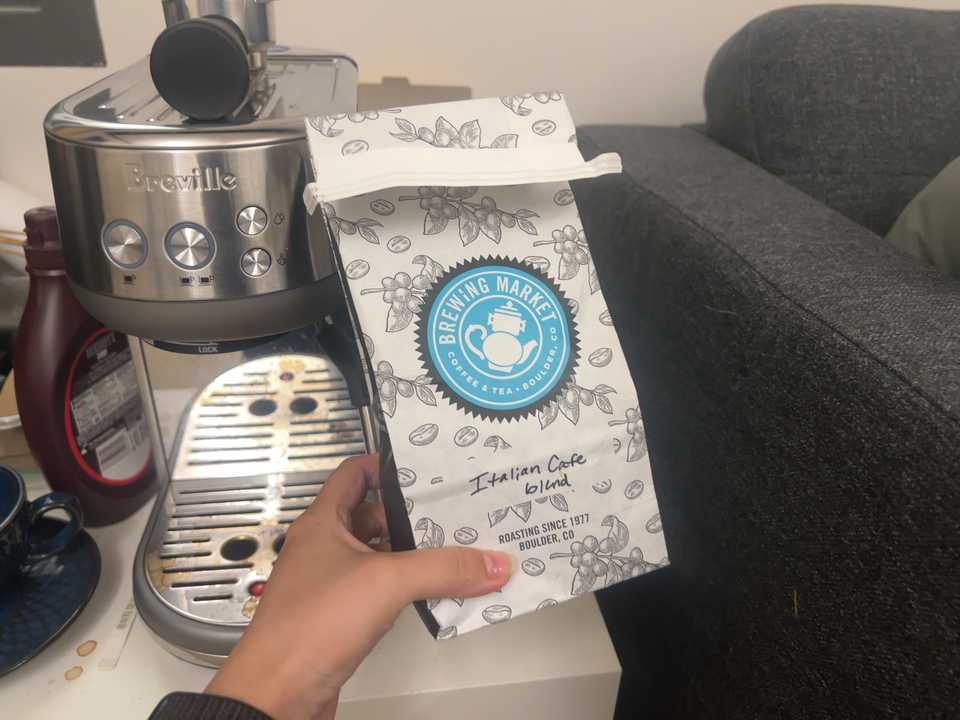 Breville
LOCK
BREWiNG MARKET
COFFEE & TEA • BOULDER, CO
Italian Cafe
blend
ROASTING SINCE 1977
BOULDER, CO